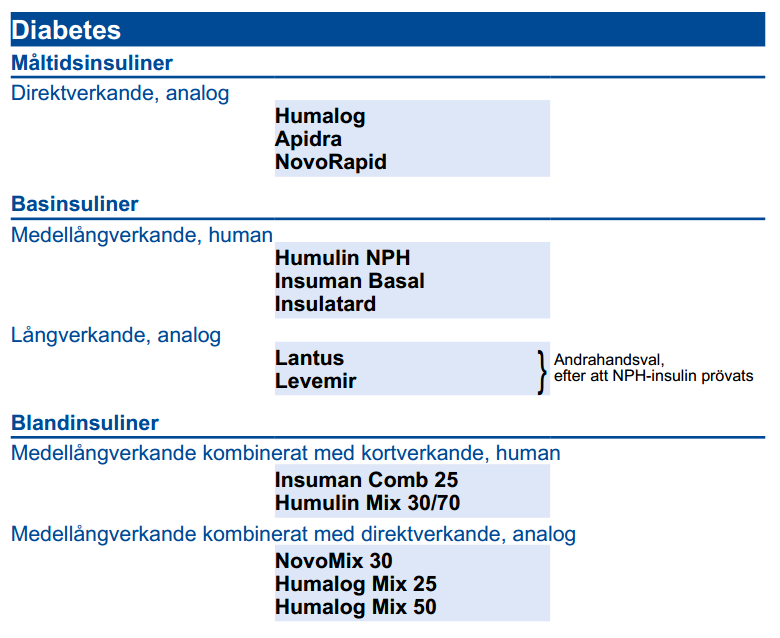 Diabetes
Måltidsinsuliner
Direktverkande, analog
Humalog
Apidra
NovoRapid
Basinsuliner
Medellångverkande, human
Humulin NPH
Insuman Basal
Insulatard
Långverkande, analog
Lantus
Levemir
} Andrahandsval,
efter att NPH-insulin prövats
Blandinsuliner
Medellångverkande kombinerat med kortverkande, human
Insuman Comb 25
Humulin Mix 30/70
Medellångverkande kombinerat med direktverkande, analog
NovoMix 30
Humalog Mix 25
Humalog Mix 50